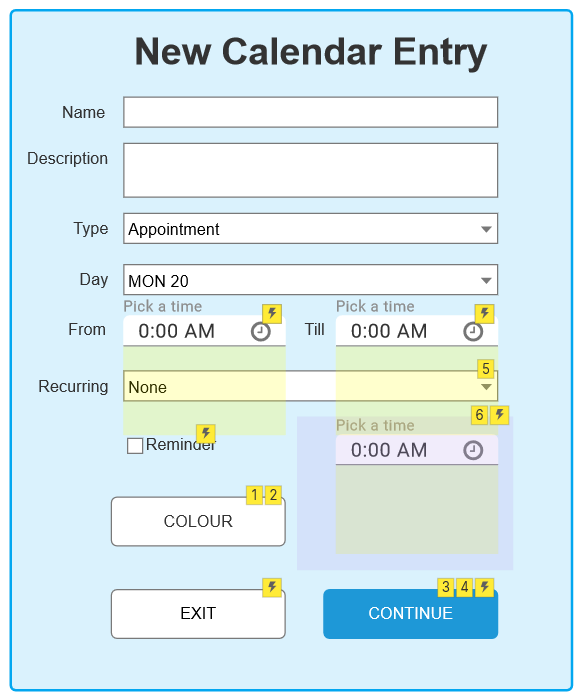 New Calendar Entry
Name
Description
Type Appointment
Day MON 20
Pick a time Pick a time
From 0:00 AM Till 0:00 AM
5
Recurring None
6
Pick a time
Reminder 0:00 AM
1 2
COLOUR
3 4
EXIT CONTINUE